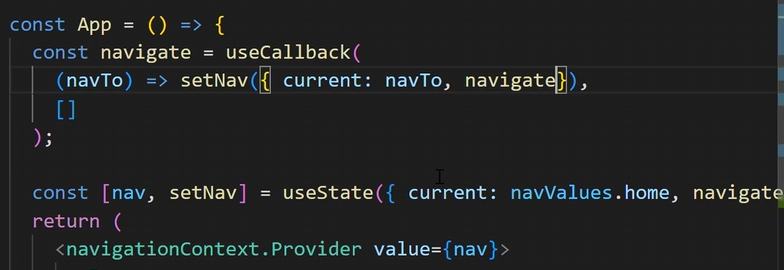 const App = () => {
const navigate = useCallback(
(navTo) => setNav({ current: navTo, navigate}),
[]
);
const [nav, setNav] = useState({ current: navValues.home, navigate
return (
<navigationContext.Provider value={nav}>